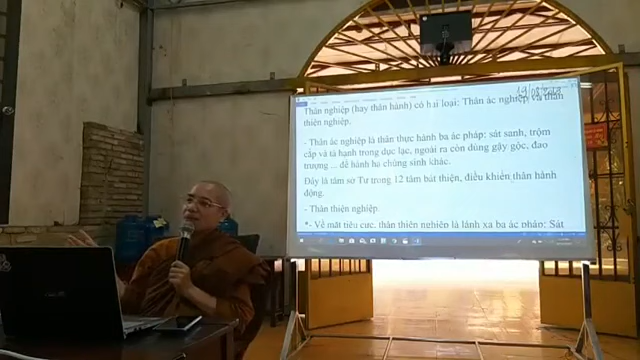 19/08/2018
Thân nghiệp (hay thân hành) có hai loại: Thân ác nghiệp và thân
thiện nghiệp.
- Thân ác nghiệp là thân thực hành ba ác pháp: sát sanh, trộm
cắp và tà hạnh trong dục lạc, ngoài ra còn dùng gậy gộc, đao
trượng ... để hành hạ chúng sinh khác.
Đây là tâm sở Tư trong 12 tâm bất thiện, điều khiển thân hành
động.
- Thân thiện nghiệp
*- Về mặt tiêu cực, thân thiện nghiệp là lánh xa ba ác pháp: Sát